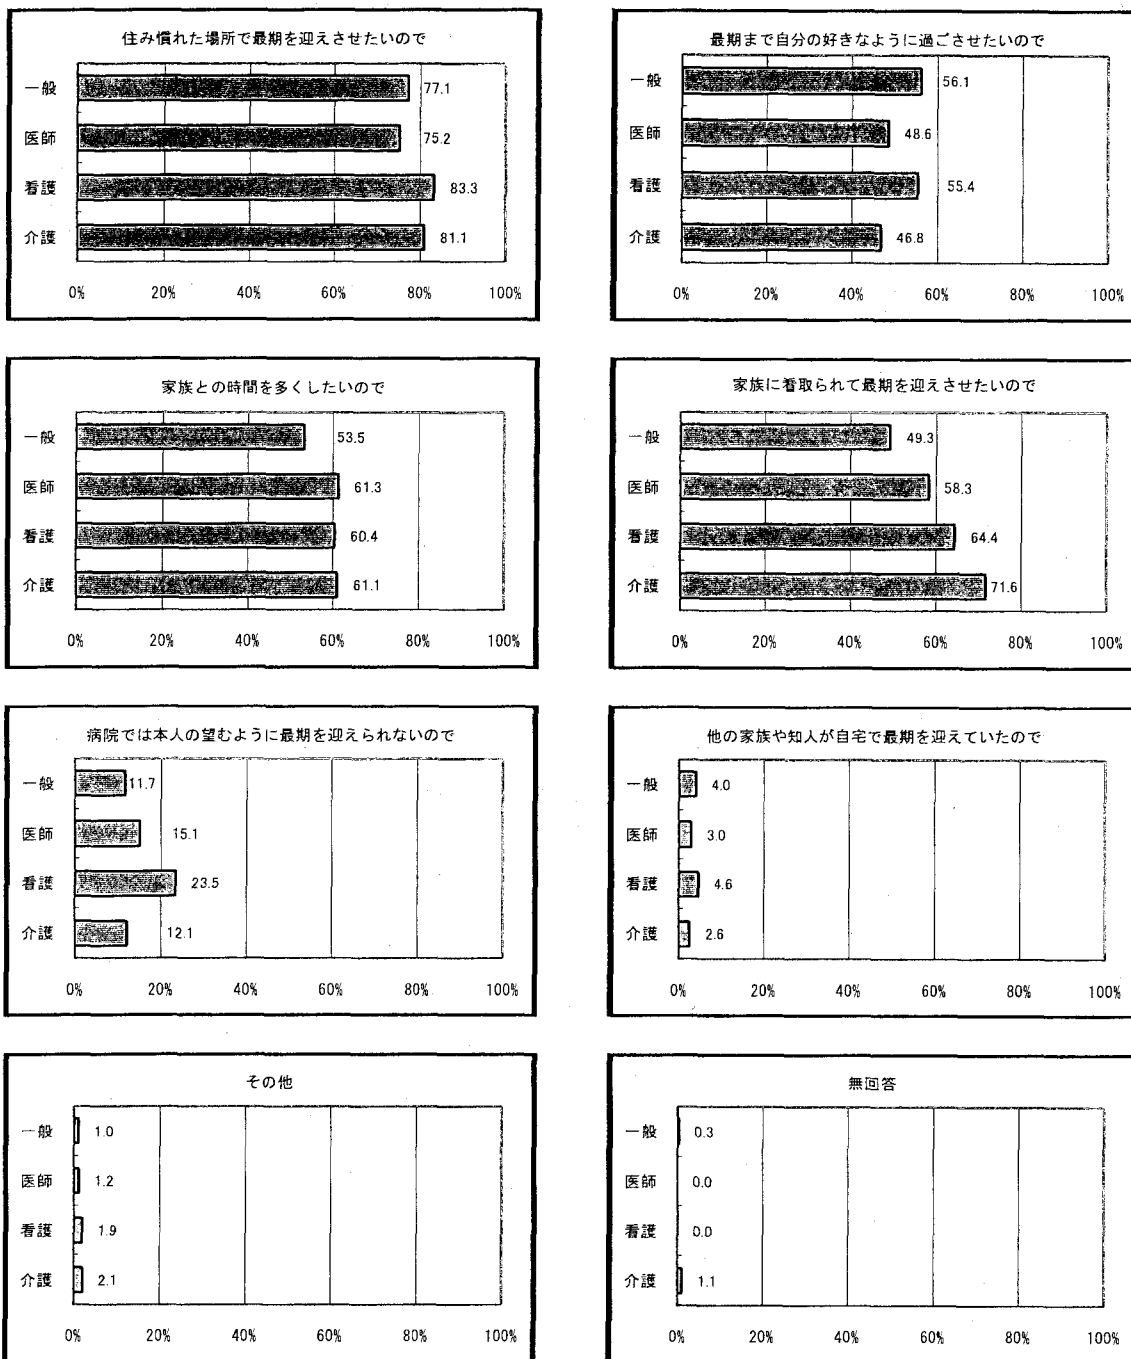 住み慣れた場所で最期を迎えさせたいので
一般 77.1
医師 75.2
看護 83.3
介護 81.1
0% 20% 40% 60% 80% 100%
最期まで自分の好きなように過ごさせたいので
一般 56.1
医師 48.6
看護 55.4
介護 46.8
0% 20% 40% 60% 80% 100%
家族との時間を多くしたいので
一般 53.5
医師 61.3
看護 60.4
介護 61.1
0% 20% 40% 60% 80% 100%
家族に看取られて最期を迎えさせたいので
一般 49.3
医師 58.3
看護 64.4
介護 71.6
0% 20% 40% 60% 80% 100%
病院では本人の望むように最期を迎えられないので
一般 11.7
医師 15.1
看護 23.5
介護 12.1
0% 20% 40% 60% 80% 100%
他の家族や知人が自宅で最期を迎えていたので
一般 4.0
医師 3.0
看護 4.6
介護 2.6
0% 20% 40% 60% 80% 100%
その他
一般 1.0
医師 1.2
看護 1.9
介護 2.1
0% 20% 40% 60% 80% 100%
無回答
一般 0.3
医師 0.0
看護 0.0
介護 1.1
0% 20% 40% 60% 80% 100%